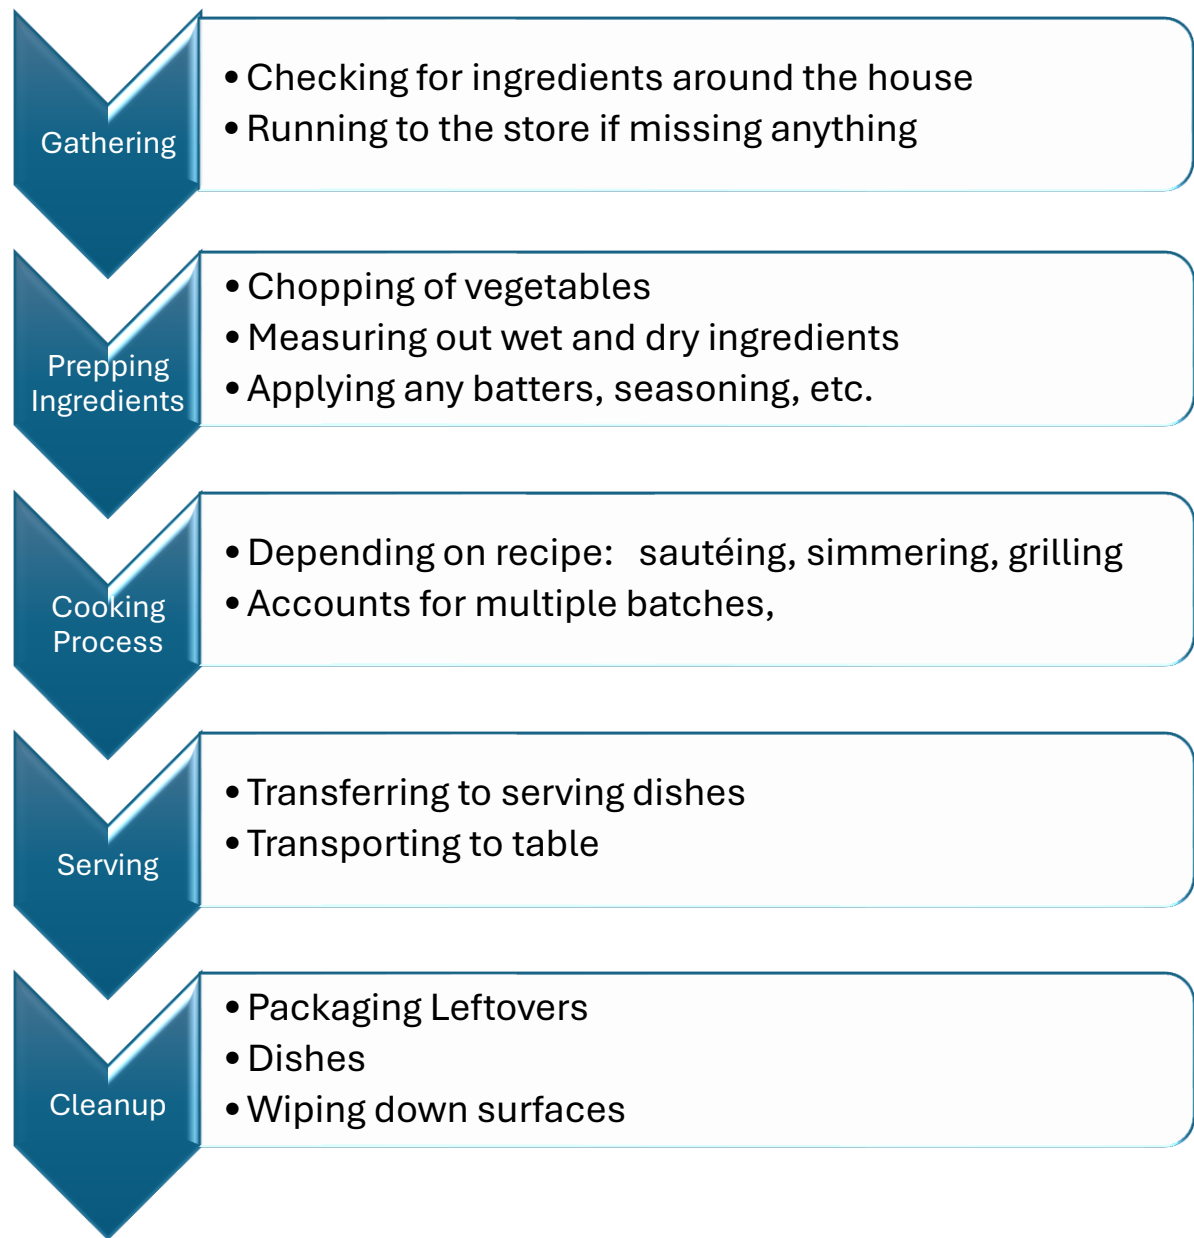 Gathering
• Checking for ingredients around the house
• Running to the store if missing anything
Prepping
Ingredients
• Chopping of vegetables
• Measuring out wet and dry ingredients
• Applying any batters, seasoning, etc.
Cooking
Process
• Depending on recipe:   sautéing, simmering, grilling
• Accounts for multiple batches,
Serving
• Transferring to serving dishes
• Transporting to table
Cleanup
• Packaging Leftovers
• Dishes
• Wiping down surfaces